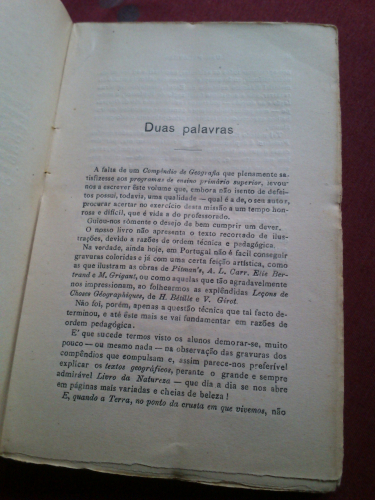 Duas palavras
A falta de um Compêndio de Geografia que plenamente sa-
tisfizesse aos programas de ensino primário superior, levou-
nos a escrever êste volume que, embora não isento de defei-
tos possui, todavia, uma qualidade — qual é a de, o seu autor,
procurar acertar no exercício desta missão a um tempo hon-
rosa e difícil, que é vida a do professorado.
Guiou-nos sòmente o desejo de bem cumprir um dever.
O nosso livro não apresenta o texto recortado de ilus-
trações, devido a razões de ordem técnica e pedagógica.
Na verdade, ainda hoje, em Portugal não é fácil conseguir
gravuras coloridas e já com uma certa feição artística, como
as que ilustram as obras de Pitman's, A. L. Carr, Elie Ber-
trand e M. Grigaut, ou como aquelas que tão agradavelmente
nos impressionem, ao folhearmos as esplêndidas Leçons de
Choses Géographiques, de H. Bésille e V. Girot.
Não foi, porém, apenas a questão técnica que tal facto de-
terminou, e até êste mais se vai fundamentar em razões de
ordem pedagógica.
E' que sucede termos visto os alunos demorar-se, muito
pouco — ou mesmo nada — na observação das gravuras dos
compêndios que compulsam e, assim parece-nos preferível
explicar os textos geográficos, perante o grande e sempre
admirável Livro da Natureza — que dia a dia se nos abre
em páginas mais variadas e cheias de beleza!
E, quando a Terra, no ponto da crusta em que vivemos, não